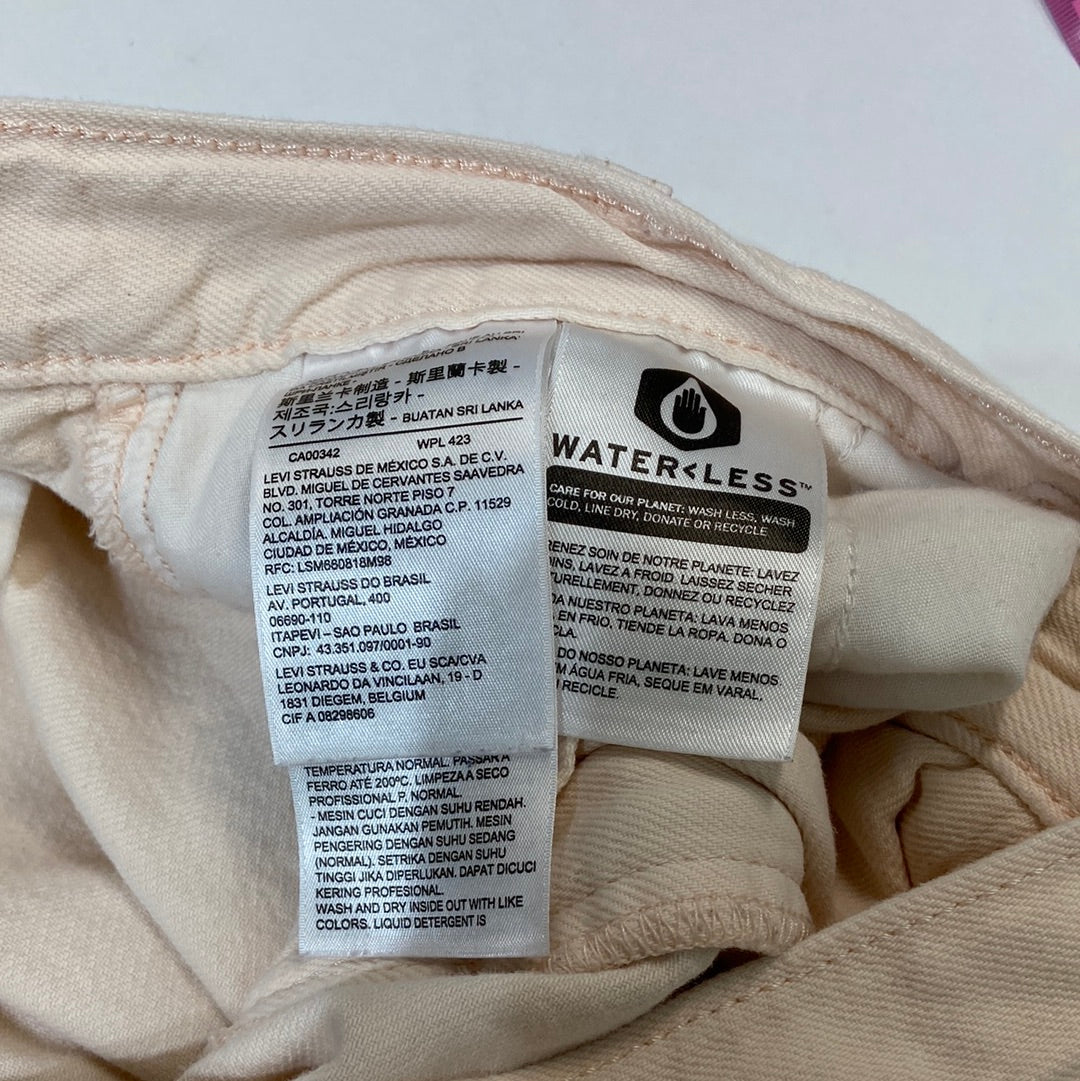 斯里兰卡制造 - 斯里蘭卡製 -
제조국:스리랑카 -
スリランカ製 - BUATAN SRI LANKA
CA00342 WPL 423
LEVI STRAUSS DE MÉXICO S.A. DE C.V.
BLVD. MIGUEL DE CERVANTES SAAVEDRA
NO. 301, TORRE NORTE PISO 7
COL. AMPLIACIÓN GRANADA C.P. 11529
ALCALDÍA. MIGUEL HIDALGO
CIUDAD DE MÉXICO, MÉXICO
RFC: LSM660818M98
LEVI STRAUSS DO BRASIL
AV. PORTUGAL, 400
06690-110
ITAPEVI – SAO PAULO BRASIL
CNPJ: 43.351.097/0001-90
LEVI STRAUSS & CO. EU SCA/CVA
LEONARDO DA VINCILAAN, 19 - D
1831 DIEGEM, BELGIUM
CIF A 08298606
TEMPERATURA NORMAL. PASSAR A
FERRO ATÉ 200ºC. LIMPEZA A SECO
PROFISSIONAL P. NORMAL.
- MESIN CUCI DENGAN SUHU RENDAH.
JANGAN GUNAKAN PEMUTIH. MESIN
PENGERING DENGAN SUHU SEDANG
(NORMAL). SETRIKA DENGAN SUHU
TINGGI JIKA DIPERLUKAN. DAPAT DICUCI
KERING PROFESIONAL.
WASH AND DRY INSIDE OUT WITH LIKE
COLORS. LIQUID DETERGENT IS
WATER<LESS™
CARE FOR OUR PLANET: WASH LESS, WASH
COLD, LINE DRY, DONATE OR RECYCLE
SOIN DE NOTRE PLANETE: LAVEZ
LAVEZ A FROID, LAISSEZ SECHER
DONNEZ OU RECYCLEZ
NUESTRO PLANETA: LAVA MENOS
EN FRIO, TIENDE LA ROPA. DONA O
DO NOSSO PLANETA: LAVE MENOS
ÁGUA FRIA, SEQUE EM VARAL,
RECICLE.